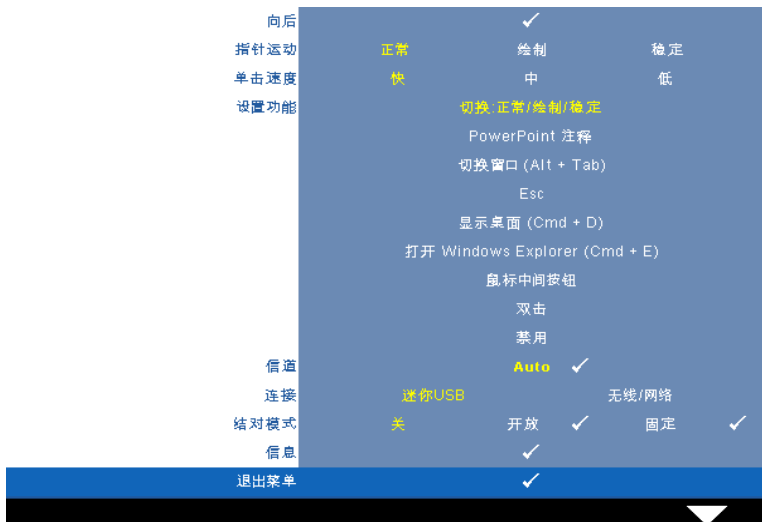 向后
指针运动 正常 绘制 稳定
单击速度 快 中 低
设置功能 切换:正常/绘制/稳定
PowerPoint 注释
切换窗口 (Alt + Tab)
Esc
显示桌面 (Cmd + D)
打开 Windows Explorer (Cmd + E)
鼠标中间按钮
双击
禁用
信道 Auto
连接 迷你USB 无线/网络
结对模式 关 开放 固定
信息
退出菜单